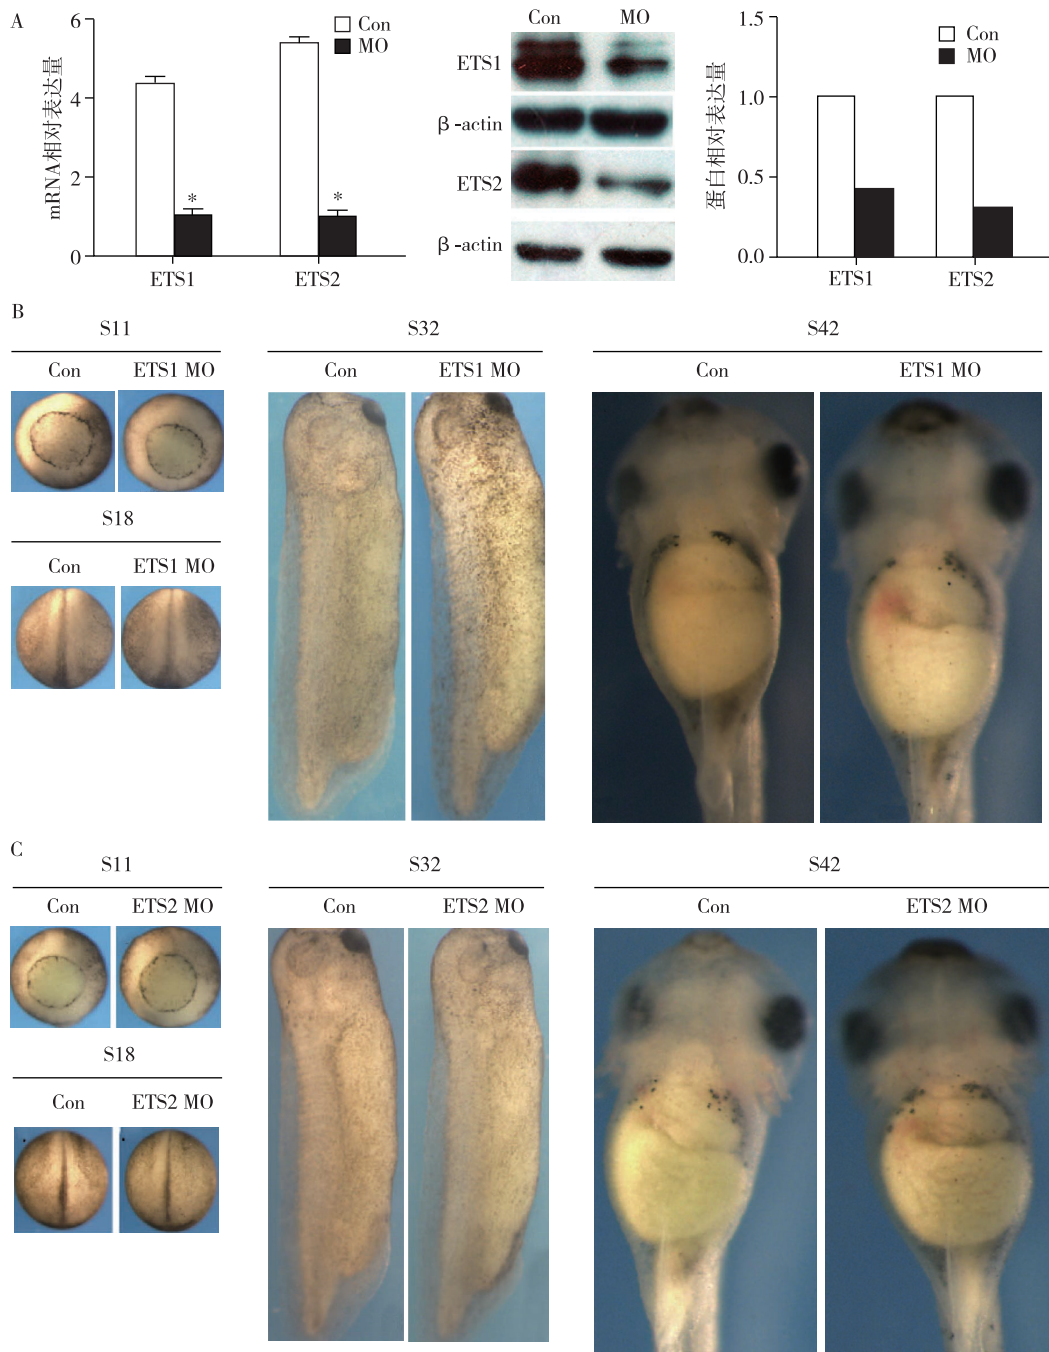 A
6
4
2
0
mRNA相对表达量
Con
MO
*
*
ETS1
ETS2
Con
MO
ETS1
β-actin
ETS2
β-actin
1.5
1.0
0.5
0.0
蛋白相对表达量
Con
MO
ETS1
ETS2
B
S11
S32
S42
Con
ETS1 MO
Con
ETS1 MO
Con
ETS1 MO
S18
Con
ETS1 MO
C
S11
S32
S42
Con
ETS2 MO
Con
ETS2 MO
Con
ETS2 MO
S18
Con
ETS2 MO